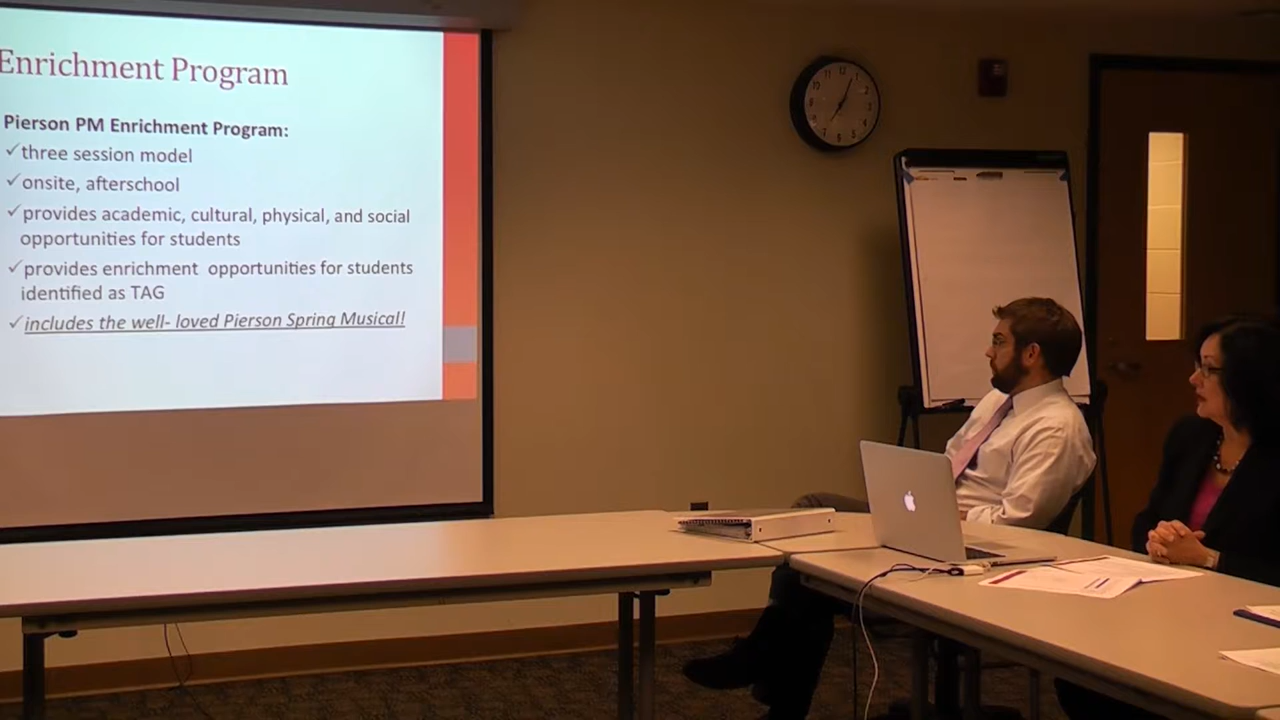 Enrichment Program
Pierson PM Enrichment Program:
✓three session model
✓onsite, afterschool
✓provides academic, cultural, physical, and social
opportunities for students
✓provides enrichment opportunities for students
identified as TAG
✓includes the well- loved Pierson Spring Musical!